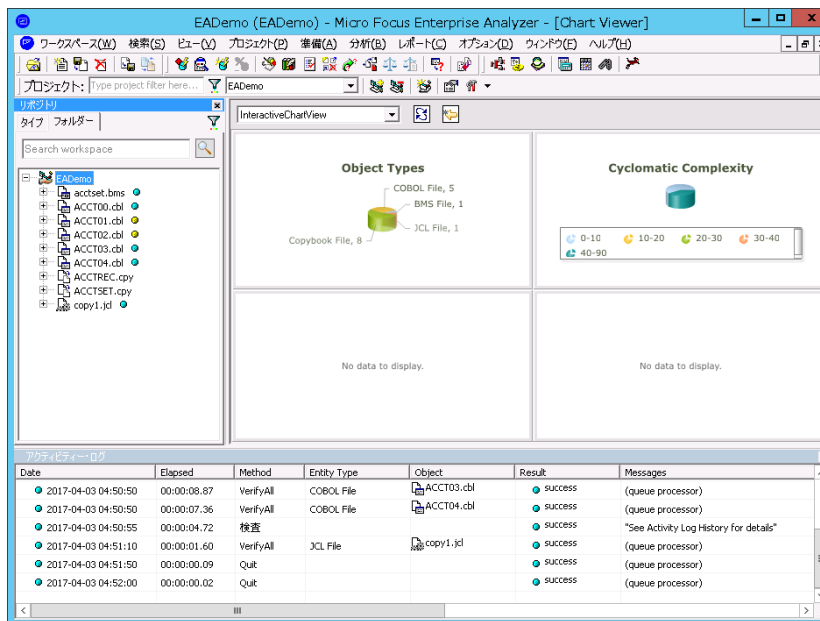 EADemo (EADemo) - Micro Focus Enterprise Analyzer - [Chart Viewer]
ワークスペース(W) 検索(S) ビュー(V) プロジェクト(P) 準備(A) 分析(B) レポート(C) オプション(D) ウィンドウ(E) ヘルプ(H)
プロジェクト: Type project filter here... EADemo
リポジトリ
タイプ フォルダー
InteractiveChartView
Search workspace
EADemo
acctset.bms
ACCT00.cbl
ACCT01.cbl
ACCT02.cbl
ACCT03.cbl
ACCT04.cbl
ACCTREC.cpy
ACCTSET.cpy
copy1.jcl
Object Types
COBOL File, 5
BMS File, 1
JCL File, 1
Copybook File, 8
Cyclomatic Complexity
0-10 10-20 20-30 30-40
40-90
No data to display.
No data to display.
アクティビティー・ログ
Date Elapsed Method Entity Type Object Result Messages
2017-04-03 04:50:50 00:00:08.87 VerifyAll COBOL File ACCT03.cbl success (queue processor)
2017-04-03 04:50:50 00:00:07.36 VerifyAll COBOL File ACCT04.cbl success (queue processor)
2017-04-03 04:50:55 00:00:04.72 検査 success "See Activity Log History for details"
2017-04-03 04:51:10 00:00:01.60 VerifyAll JCL File copy1.jcl success (queue processor)
2017-04-03 04:51:50 00:00:00.09 Quit success (queue processor)
2017-04-03 04:52:00 00:00:00.02 Quit success (queue processor)